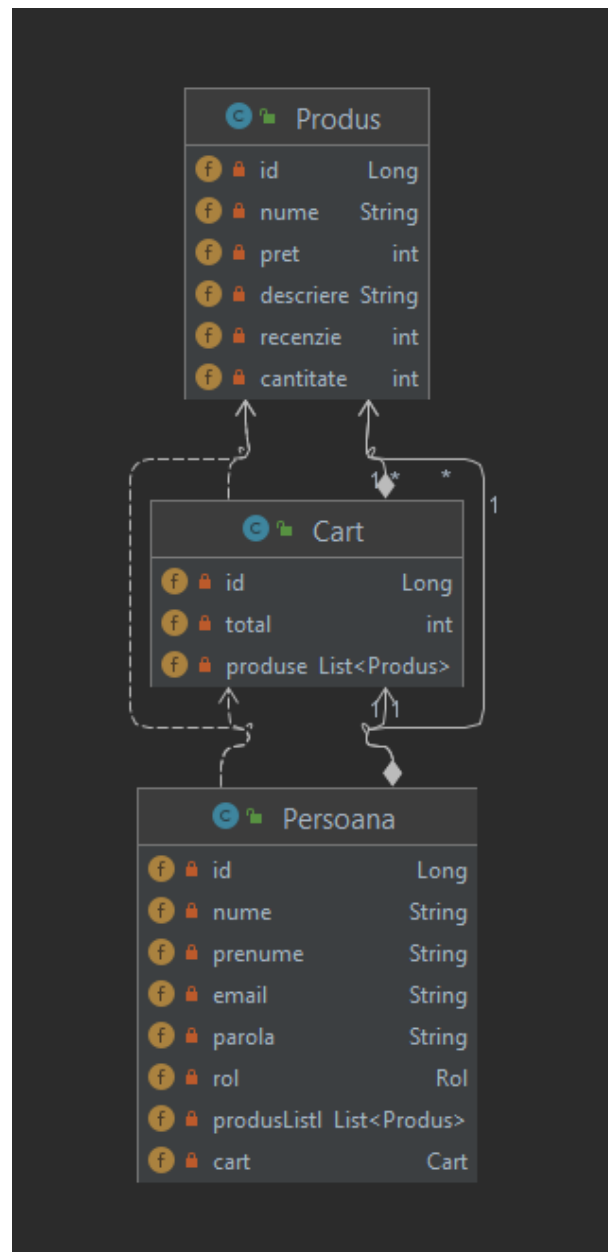 Produs
id Long
nume String
pret int
descriere String
recenzie int
cantitate int
1 * *
1
Cart
id Long
total int
produse List<Produs>
1 1
Persoana
id Long
nume String
prenume String
email String
parola String
rol Rol
produsListl List<Produs>
cart Cart